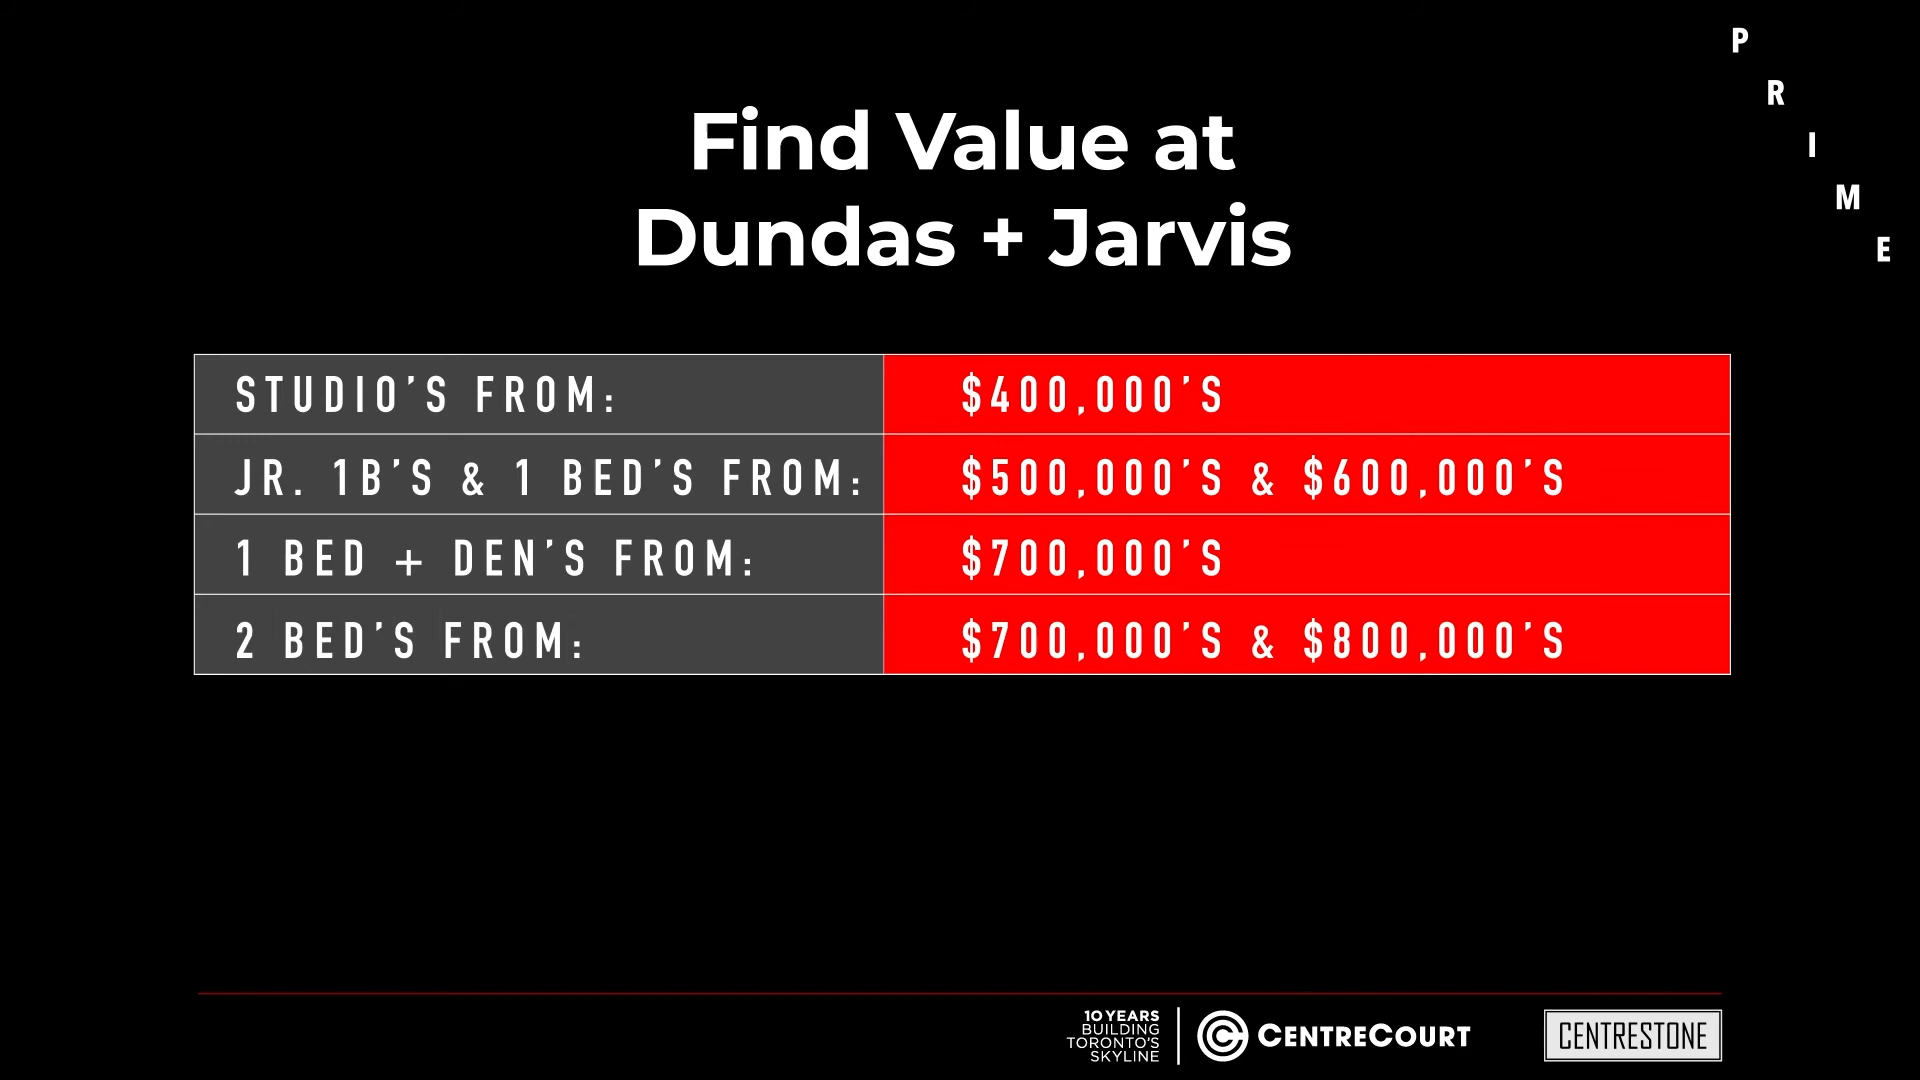 P
R
I
M
E
Find Value at
Dundas + Jarvis
STUDIO’S FROM: $400,000’S
JR. 1B’S & 1 BED’S FROM: $500,000’S & $600,000’S
1 BED + DEN’S FROM: $700,000’S
2 BED’S FROM: $700,000’S & $800,000’S
10 YEARS
BUILDING
TORONTO'S
SKYLINE
CENTRECOURT
CENTRESTONE